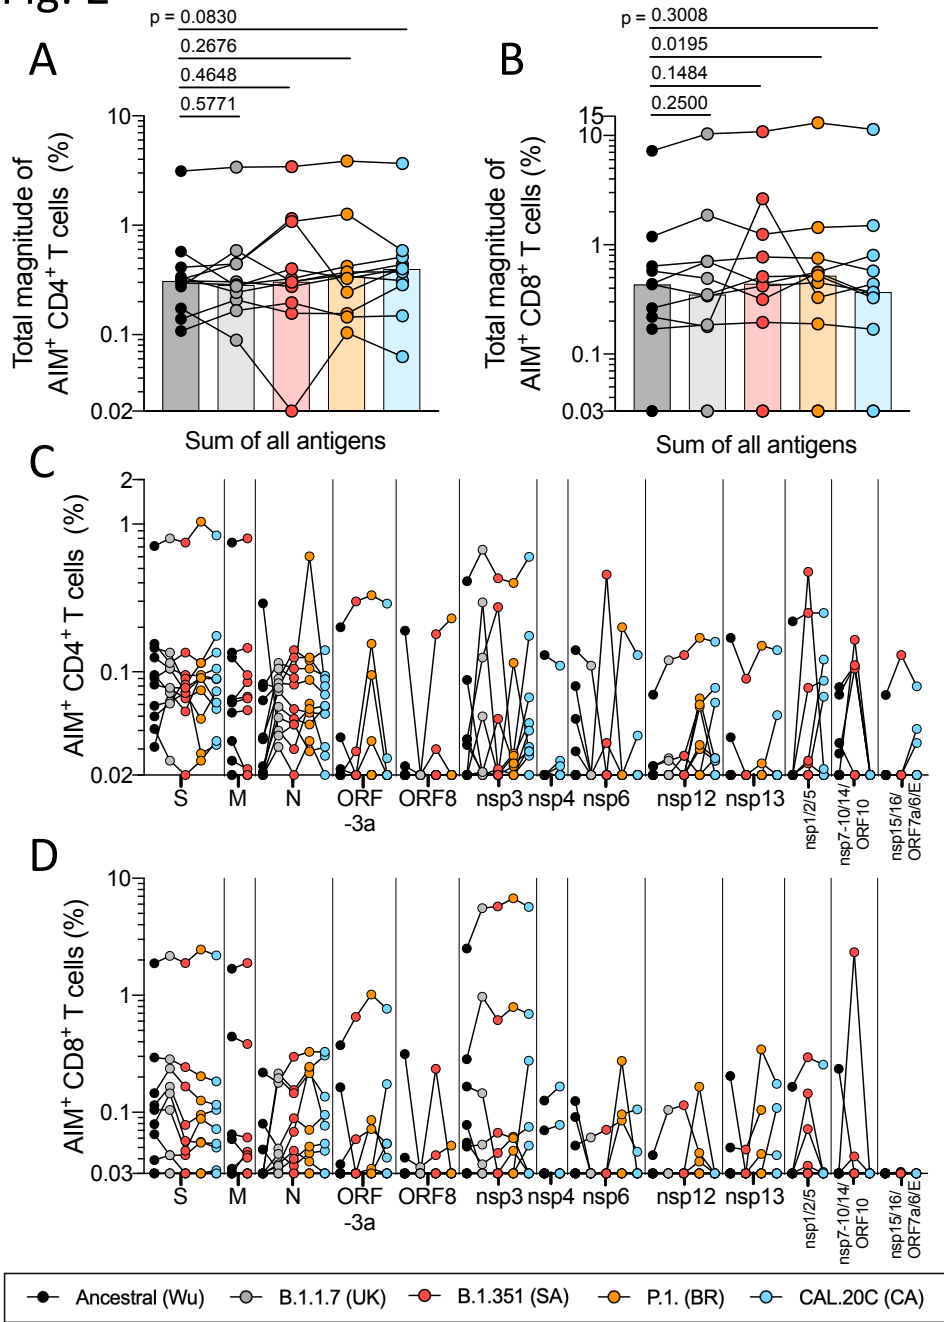 A
p = 0.0830
0.2676
0.4648
0.5771
10
1
0.1
0.02
Total magnitude of
AIM+ CD4+ T cells (%)
Sum of all antigens
B
p = 0.3008
0.0195
0.1484
0.2500
15
10
1
0.1
0.03
Total magnitude of
AIM+ CD8+ T cells (%)
Sum of all antigens
C
2
1
0.1
0.02
AIM+ CD4+ T cells (%)
S
M
N
ORF
-3a
ORF8
nsp3
nsp4
nsp6
nsp12
nsp13
nsp1/2/5
nsp7-10/14/
ORF10
nsp15/16/
ORF7a/6/E
D
10
1
0.1
0.03
AIM+ CD8+ T cells (%)
S
M
N
ORF
-3a
ORF8
nsp3
nsp4
nsp6
nsp12
nsp13
nsp1/2/5
nsp7-10/14/
ORF10
nsp15/16/
ORF7a/6/E
Ancestral (Wu)
B.1.1.7 (UK)
B.1.351 (SA)
P.1. (BR)
CAL.20C (CA)